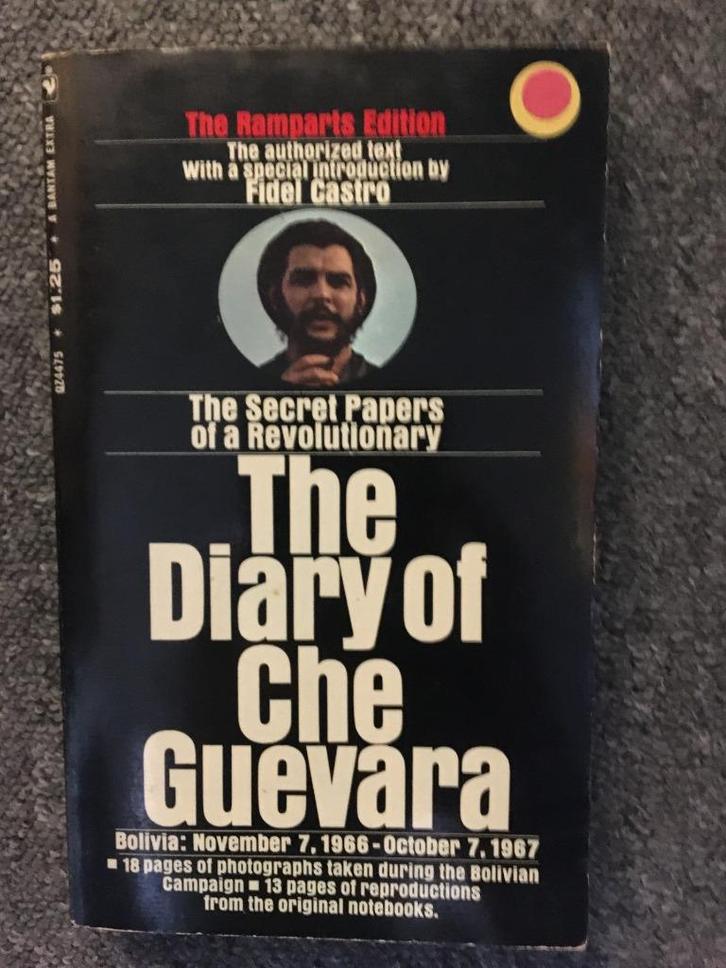 The Ramparts Edition
The authorized text
With a special introduction by
Fidel Castro
The Secret Papers
of a Revolutionary
The
Diary of
Che
Guevara
Bolivia: November 7, 1966 - October 7, 1967
■ 18 pages of photographs taken during the Bolivian
Campaign ■ 13 pages of reproductions
from the original notebooks.
QZ4475 * $1.25 * A BANTAM EXTRA